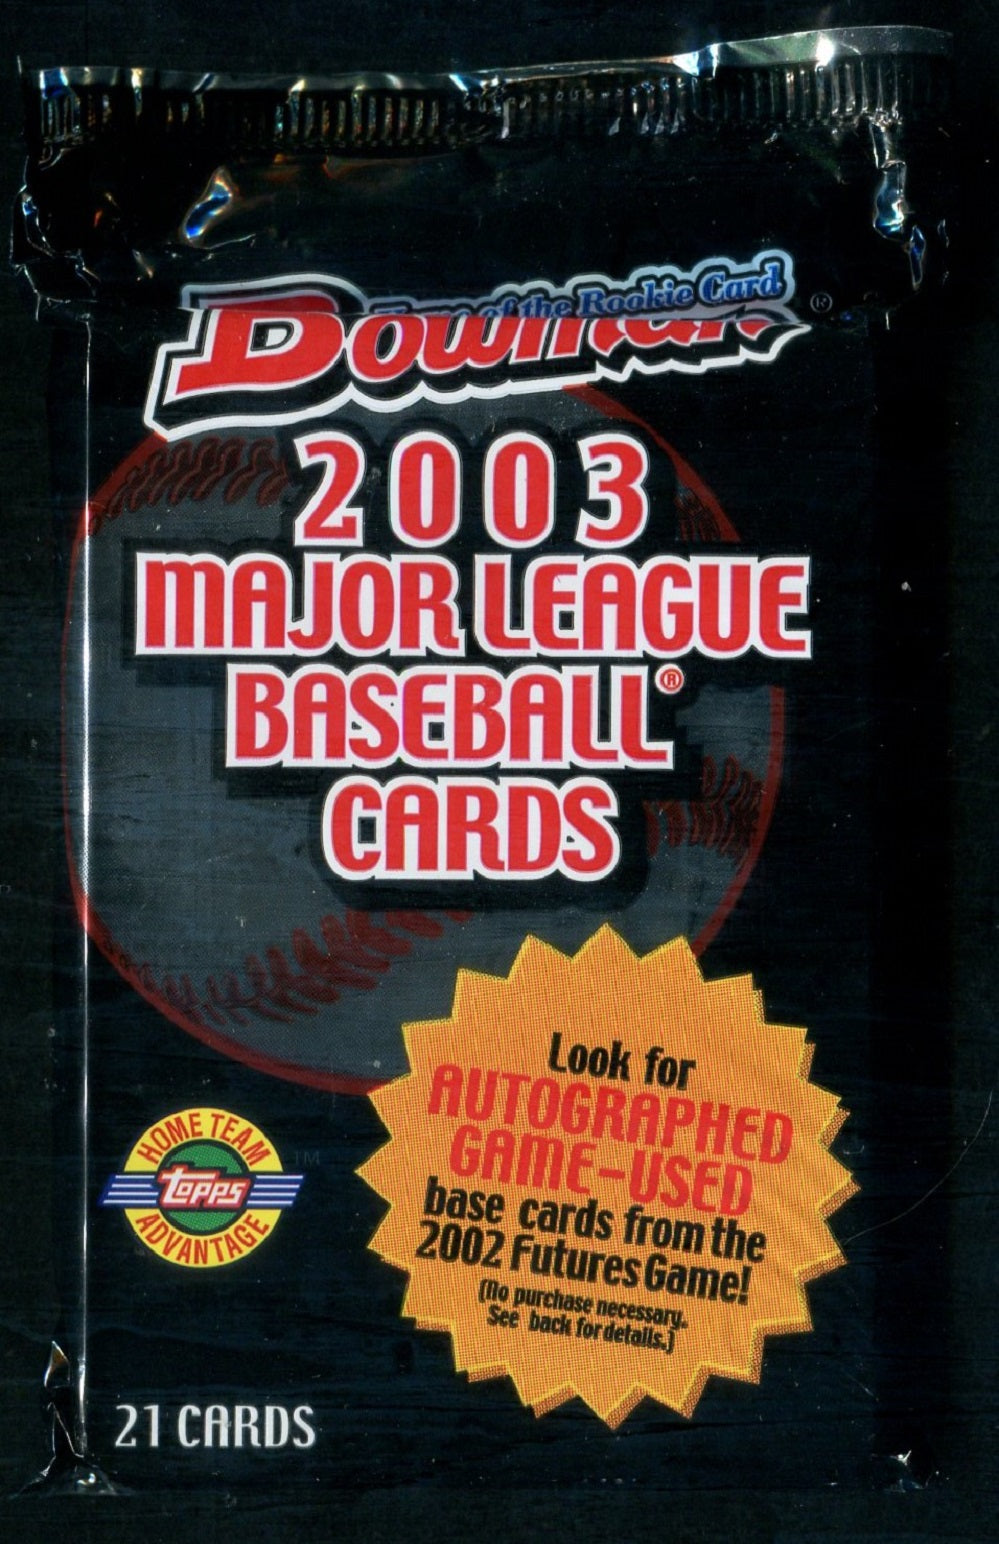 of the Rookie Card
Bowman ®
2003
MAJOR LEAGUE
BASEBALL®
CARDS
Look for
AUTOGRAPHED
GAME-USED
base cards from the
2002 Futures Game!
(No purchase necessary.
See back for details.)
HOME TEAM
topps TM
ADVANTAGE
21 CARDS